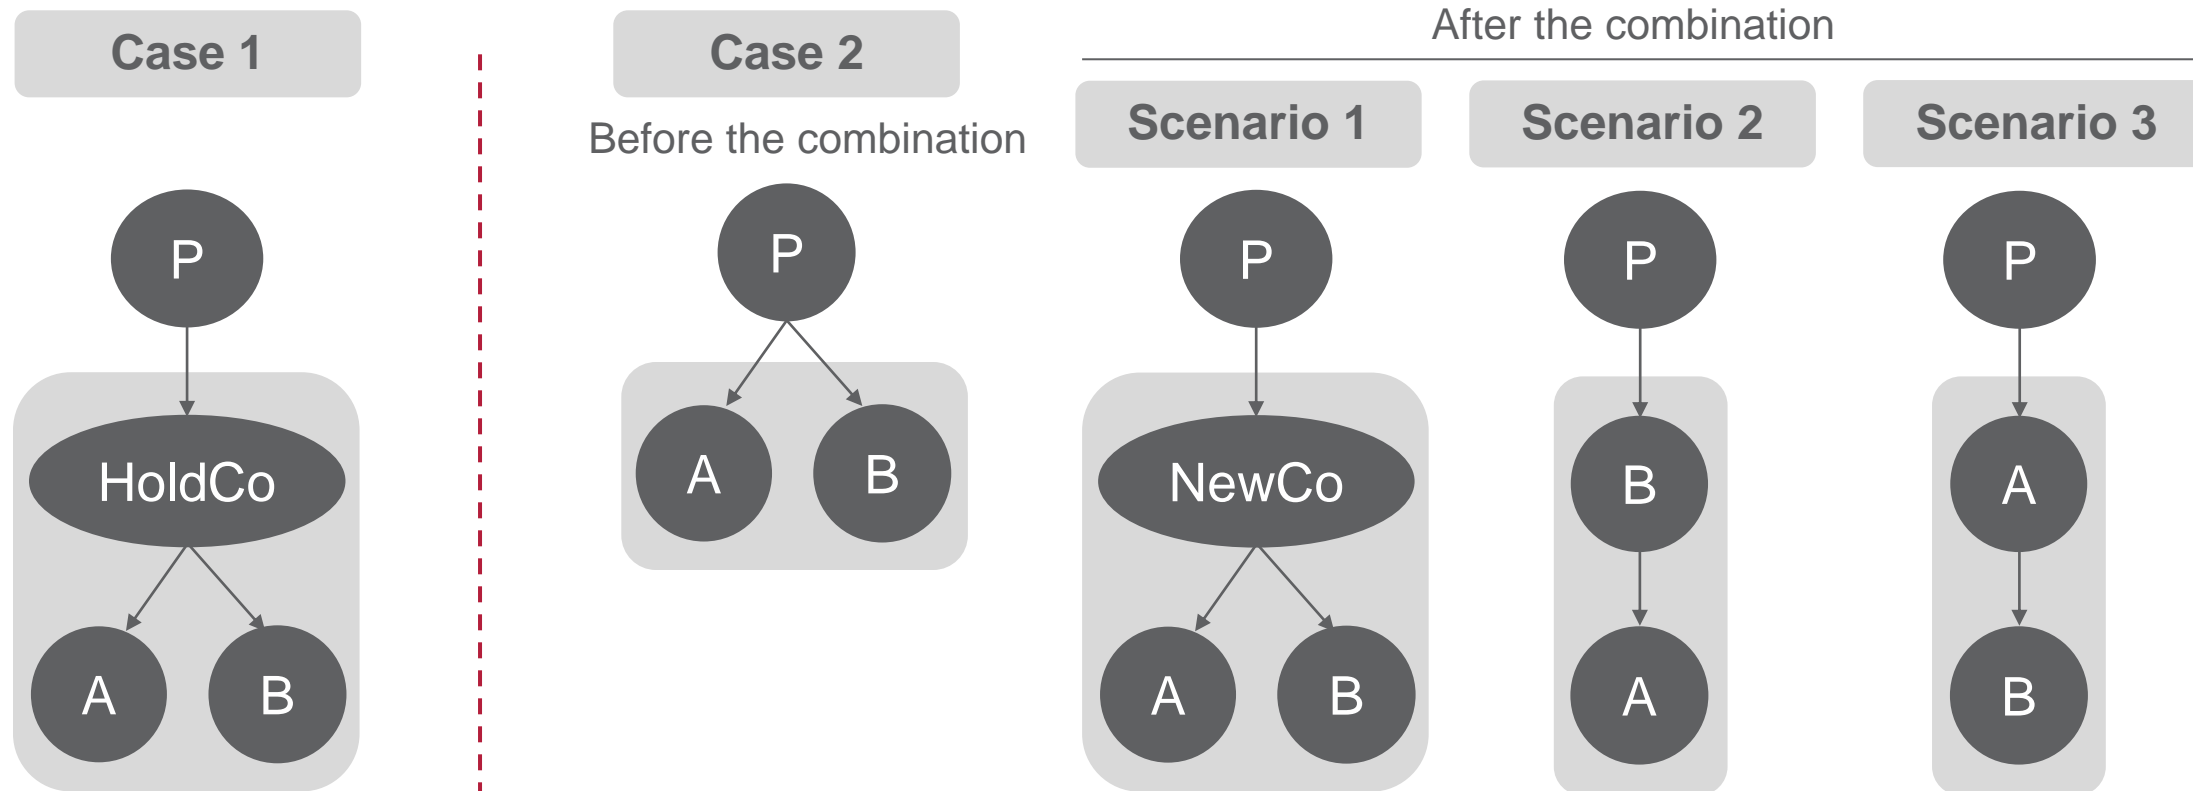 Case 1
P
HoldCo
A
B
Case 2
Before the combination
P
A
B
After the combination
Scenario 1
P
NewCo
A
B
Scenario 2
P
B
A
Scenario 3
P
A
B